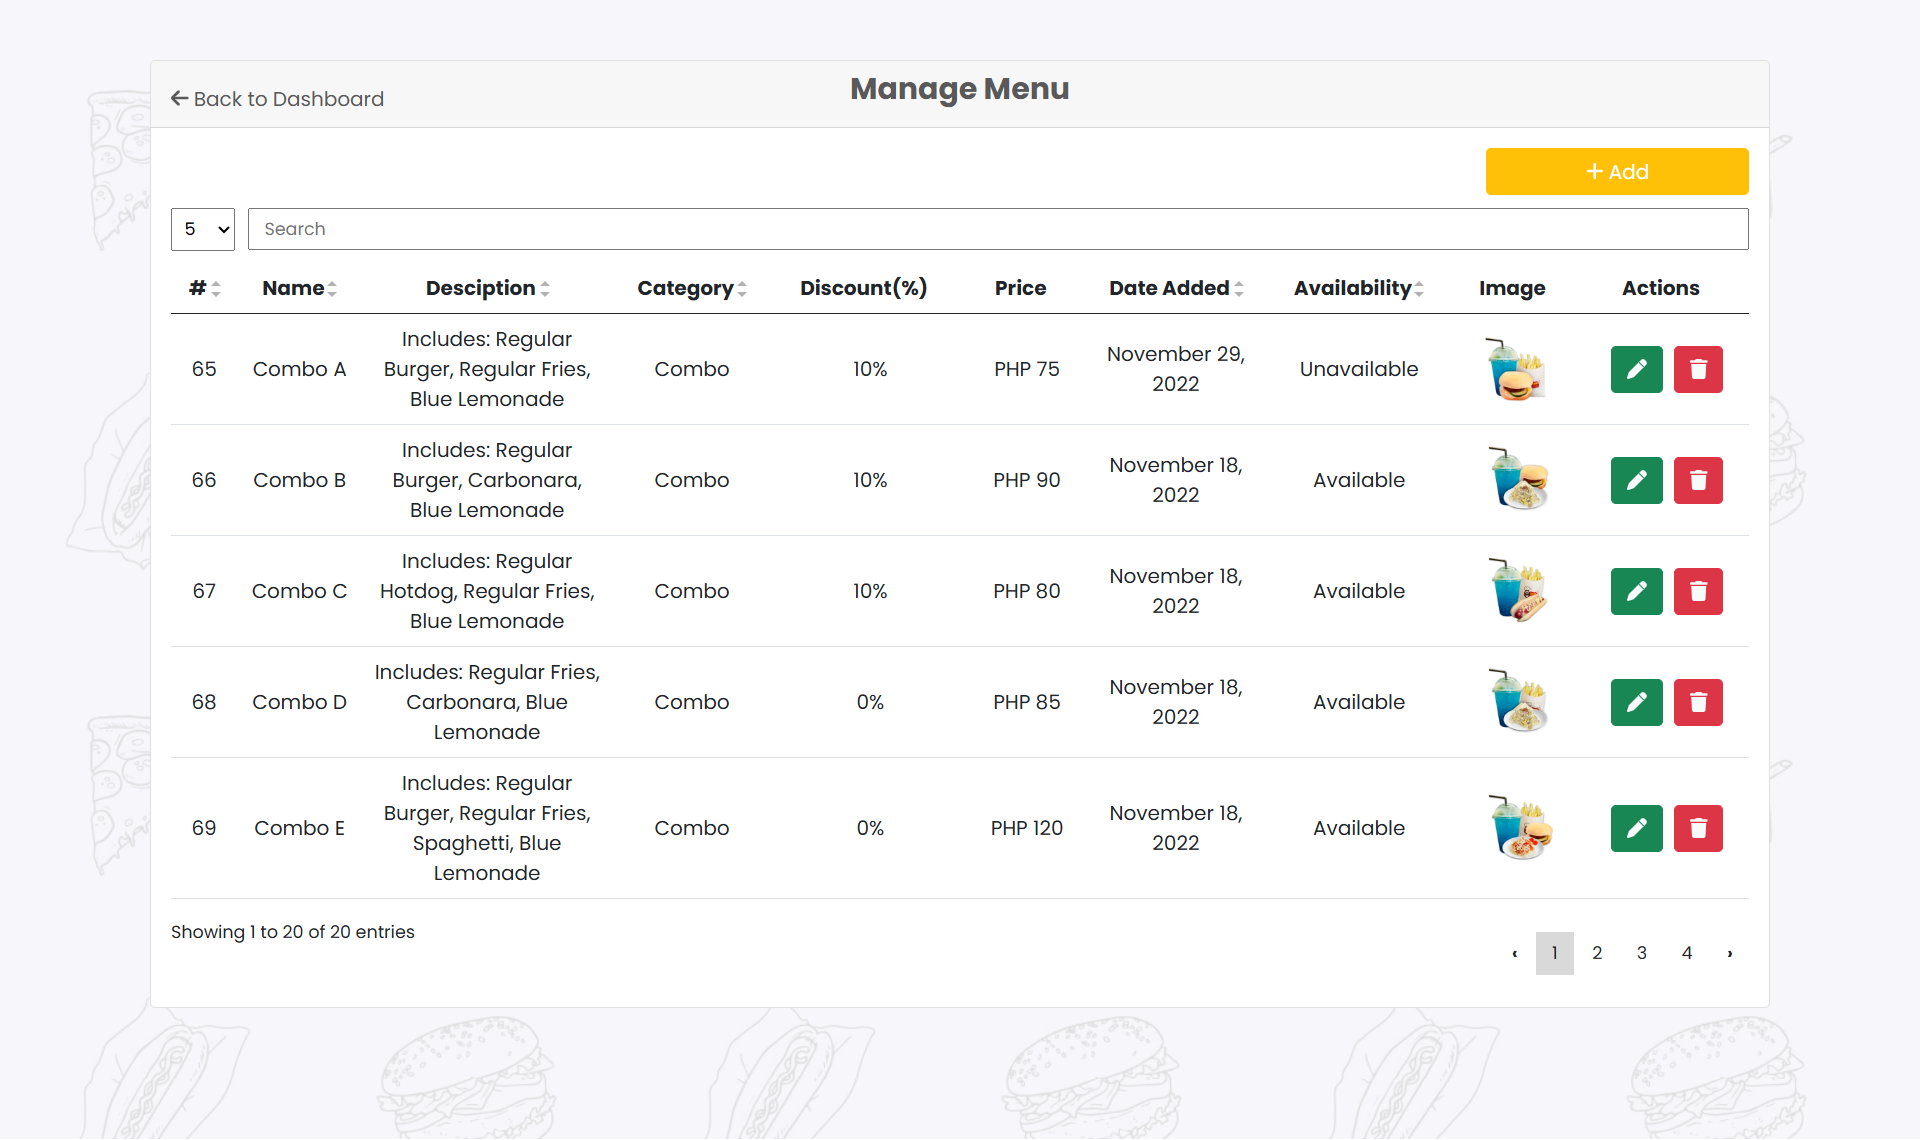 Back to Dashboard
Manage Menu
Add
5
Search
# Name Desciption Category Discount(%) Price Date Added Availability Image Actions
Includes: Regular
Burger, Regular Fries,
Blue Lemonade
65 Combo A Combo 10% PHP 75
November 29,
2022
Unavailable
Includes: Regular
Burger, Carbonara,
Blue Lemonade
66 Combo B Combo 10% PHP 90
November 18,
2022
Available
Includes: Regular
Hotdog, Regular Fries,
Blue Lemonade
67 Combo C Combo 10% PHP 80
November 18,
2022
Available
Includes: Regular Fries,
Carbonara, Blue
Lemonade
68 Combo D Combo 0% PHP 85
November 18,
2022
Available
Includes: Regular
Burger, Regular Fries,
Spaghetti, Blue
Lemonade
69 Combo E Combo 0% PHP 120
November 18,
2022
Available
Showing 1 to 20 of 20 entries
‹ 1 2 3 4 ›